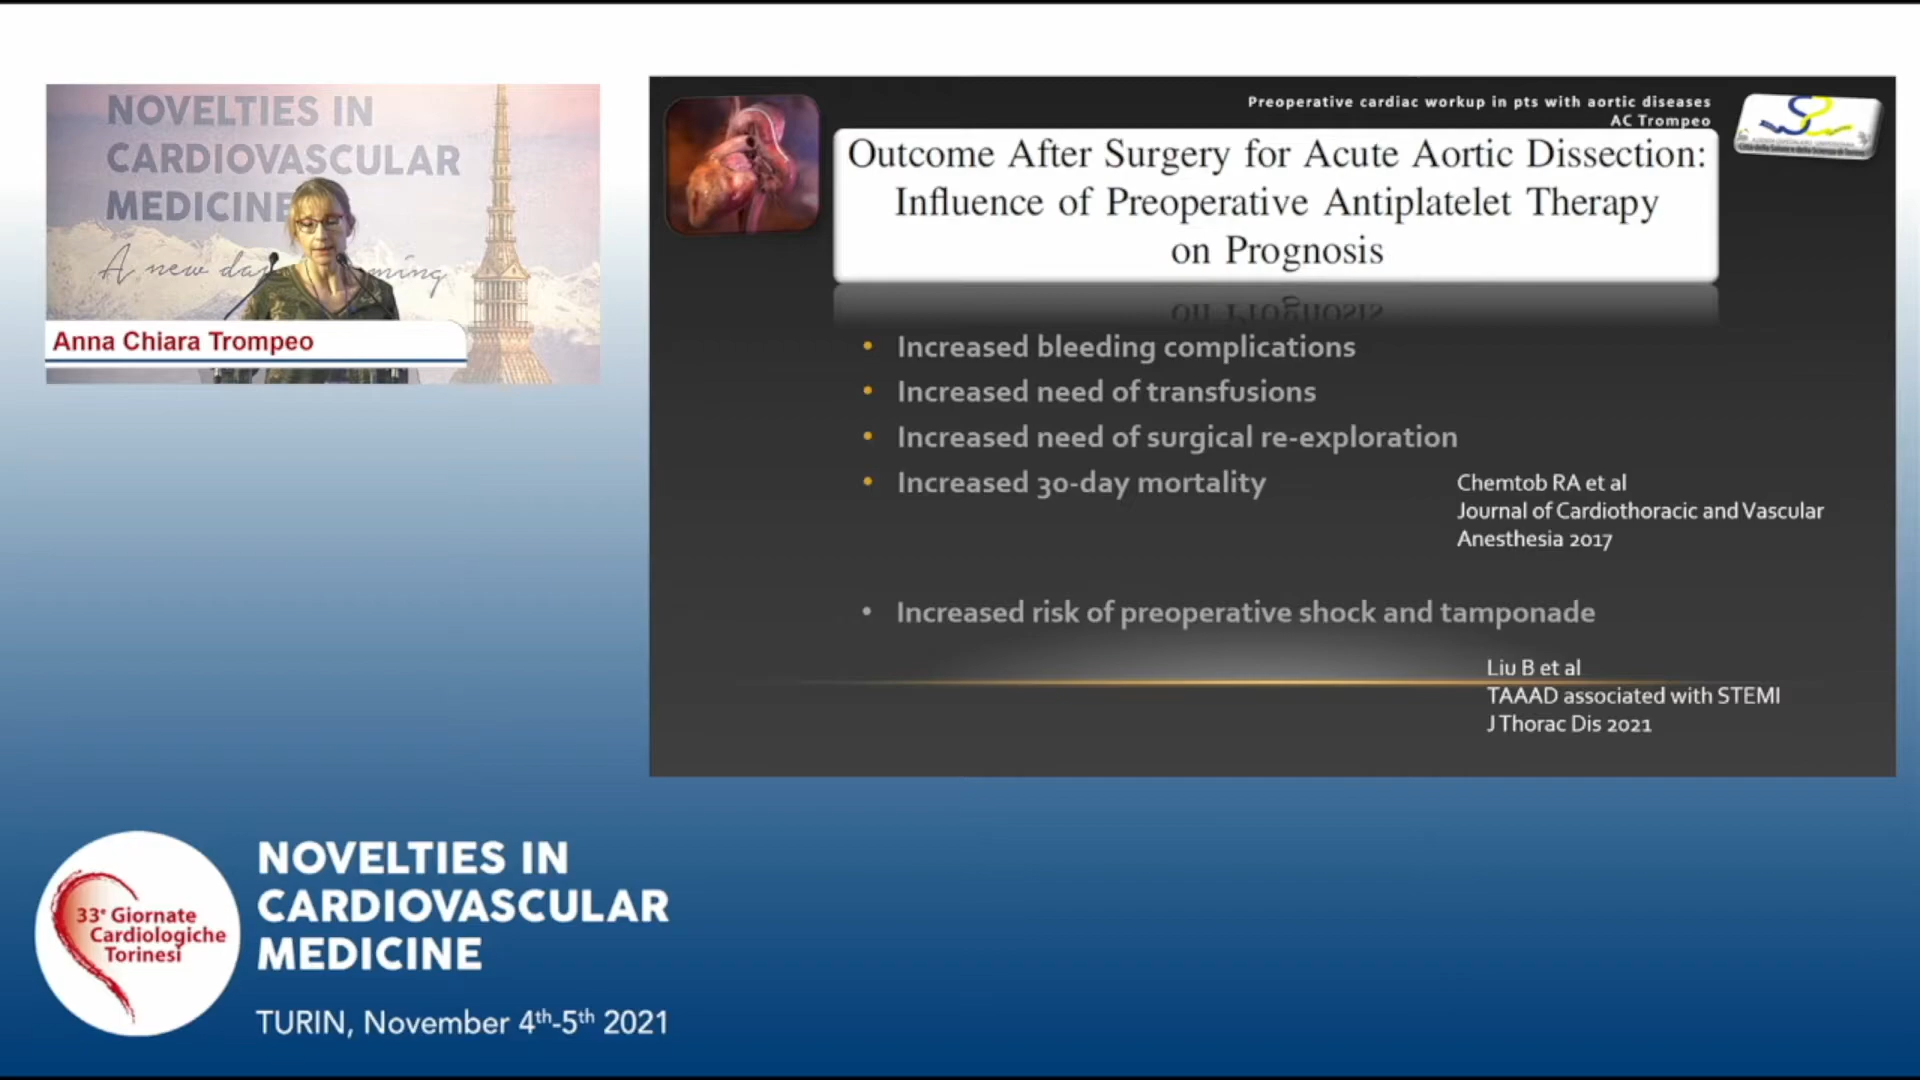 NOVELTIES IN
CARDIOVASCULAR
MEDICINE
A new da ming
Anna Chiara Trompeo
Preoperative cardiac workup in pts with aortic diseases
AC Trompeo
Outcome After Surgery for Acute Aortic Dissection:
Influence of Preoperative Antiplatelet Therapy
on Prognosis
• Increased bleeding complications
• Increased need of transfusions
• Increased need of surgical re-exploration
• Increased 30-day mortality
Chemtob RA et al
Journal of Cardiothoracic and Vascular
Anesthesia 2017
• Increased risk of preoperative shock and tamponade
Liu B et al
TAAAD associated with STEMI
J Thorac Dis 2021
33° Giornate
Cardiologiche
Torinesi
NOVELTIES IN
CARDIOVASCULAR
MEDICINE
TURIN, November 4th-5th 2021